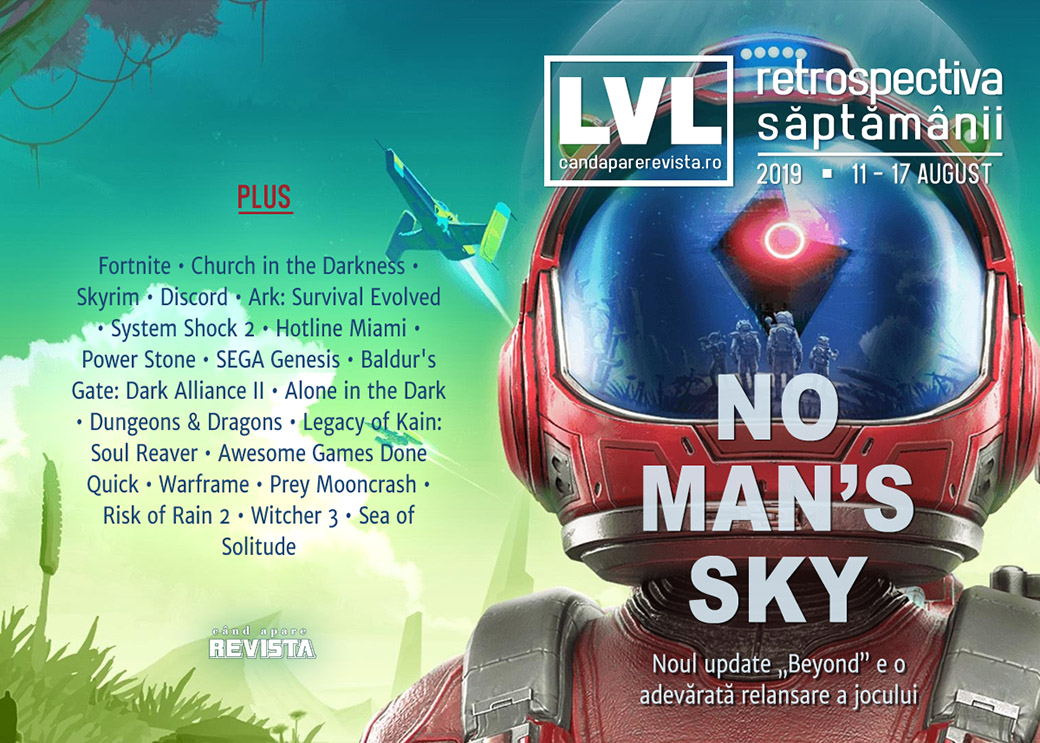 PLUS
Fortnite • Church in the Darkness •
Skyrim • Discord • Ark: Survival Evolved
• System Shock 2 • Hotline Miami •
Power Stone • SEGA Genesis • Baldur's
Gate: Dark Alliance II • Alone in the Dark
• Dungeons & Dragons • Legacy of Kain:
Soul Reaver • Awesome Games Done
Quick • Warframe • Prey Mooncrash •
Risk of Rain 2 • Witcher 3 • Sea of
Solitude
când apare
REVISTA
LVL
candaparerevista.ro
retrospectiva
săptămânii
2019 ▪ 11 – 17 AUGUST
NO
MAN'S
SKY
Noul update „Beyond” e o
adevărată relansare a jocului